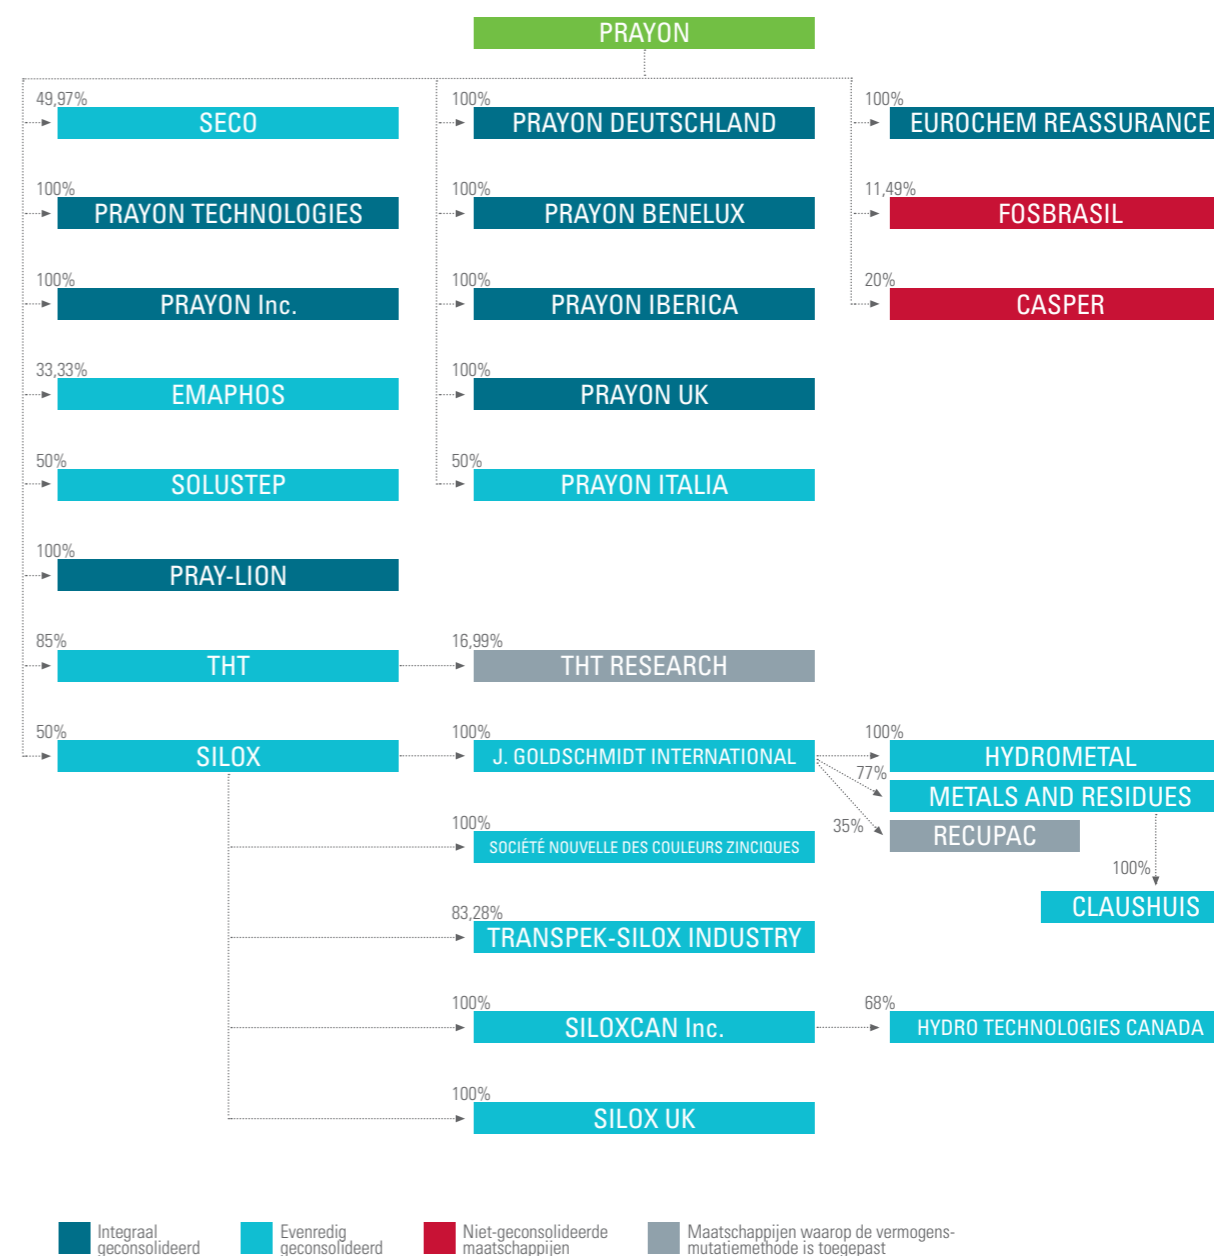 PRAYON
49,97%
SECO
100%
PRAYON TECHNOLOGIES
100%
PRAYON Inc.
33,33%
EMAPHOS
50%
SOLUSTEP
100%
PRAY-LION
85%
THT
50%
SILOX
100%
PRAYON DEUTSCHLAND
100%
PRAYON BENELUX
100%
PRAYON IBERICA
100%
PRAYON UK
50%
PRAYON ITALIA
16,99%
THT RESEARCH
100%
J. GOLDSCHMIDT INTERNATIONAL
100%
SOCIÉTÉ NOUVELLE DES COULEURS ZINCIQUES
83,28%
TRANSPEK-SILOX INDUSTRY
100%
SILOXCAN Inc.
100%
SILOX UK
100%
EUROCHEM REASSURANCE
11,49%
FOSBRASIL
20%
CASPER
100%
HYDROMETAL
77%
METALS AND RESIDUES
35%
RECUPAC
100%
CLAUSHUIS
68%
HYDRO TECHNOLOGIES CANADA
Integraal
geconsolideerd
Evenredig
geconsolideerd
Niet-geconsolideerde
maatschappijen
Maatschappijen waarop de vermogens-
mutatiemethode is toegepast